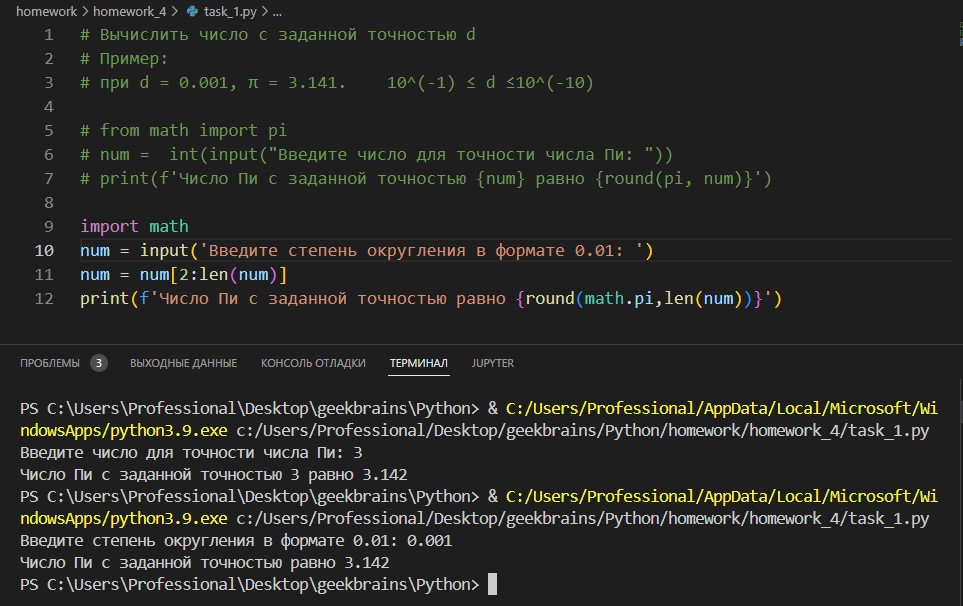 homework > homework_4 > task_1.py > ...
1 # Вычислить число c заданной точностью d
2 # Пример:
3 # при d = 0.001, π = 3.141.    10^(-1) ≤ d ≤10^(-10)
4
5 # from math import pi
6 # num =  int(input("Введите число для точности числа Пи: "))
7 # print(f'Число Пи с заданной точностью {num} равно {round(pi, num)}')
8
9 import math
10 num = input('Введите степень округления в формате 0.01: ')
11 num = num[2:len(num)]
12 print(f'Число Пи с заданной точностью равно {round(math.pi,len(num))}')
ПРОБЛЕМЫ 3 ВЫХОДНЫЕ ДАННЫЕ КОНСОЛЬ ОТЛАДКИ ТЕРМИНАЛ JUPYTER
PS C:\Users\Professional\Desktop\geekbrains\Python> & C:/Users/Professional/AppData/Local/Microsoft/Wi
ndowsApps/python3.9.exe c:/Users/Professional/Desktop/geekbrains/Python/homework/homework_4/task_1.py
Введите число для точности числа Пи: 3
Число Пи с заданной точностью 3 равно 3.142
PS C:\Users\Professional\Desktop\geekbrains\Python> & C:/Users/Professional/AppData/Local/Microsoft/Wi
ndowsApps/python3.9.exe c:/Users/Professional/Desktop/geekbrains/Python/homework/homework_4/task_1.py
Введите степень округления в формате 0.01: 0.001
Число Пи с заданной точностью равно 3.142
PS C:\Users\Professional\Desktop\geekbrains\Python>